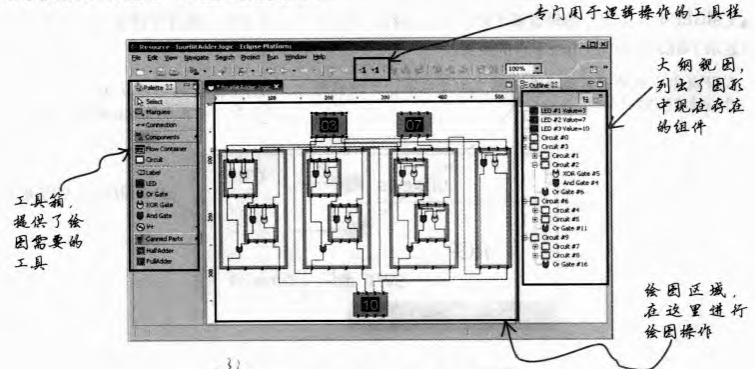 专门用于逻辑操作的工具栏
Resource - fourBitAdder.logic - Eclipse Platform
File Edit View Navigate Search Project Run Window Help
-1 +1
100%
大纲视图,
列出了图形
中现在存在
的组件
Palette
Select
Marquee
Connection
Components
Flow Container
Circuit
Label
LED
Or Gate
XOR Gate
And Gate
V+
Canned Parts
HalfAdder
FullAdder
工具箱,
提供了绘
图需要的
工具
*fourBitAdder.logic
0 100 200 300 400 500
100
200
300
03
07
10
Outline
LED #1 Value=3
LED #2 Value=7
LED #3 Value=10
Circuit #0
Circuit #3
Circuit #1
Circuit #2
XOR Gate #5
And Gate #4
Or Gate #6
Circuit #6
Circuit #4
Circuit #5
Or Gate #11
Circuit #9
Circuit #7
Circuit #8
Or Gate #16
绘图区域,
在这里进行
绘图操作